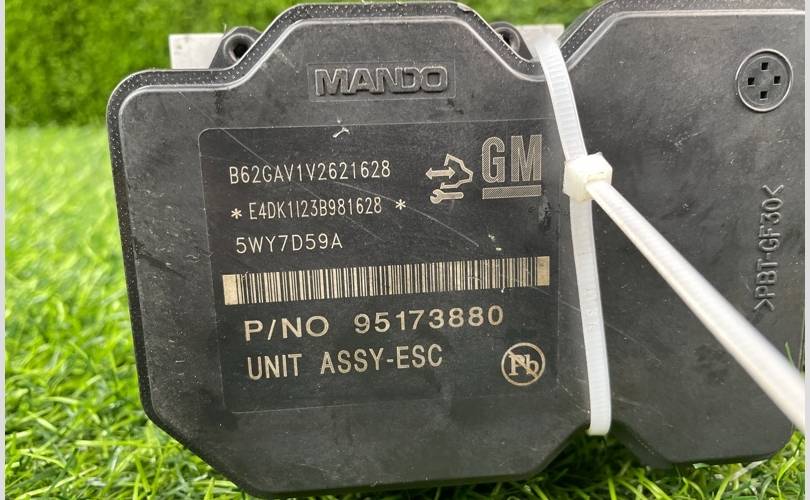 MANDO
B62GAV1V2621628
GM
*E4DK1I23B981628 *
5WY7D59A
P/NO 95173880
UNIT ASSY-ESC
Pb
>PBT-GF30<